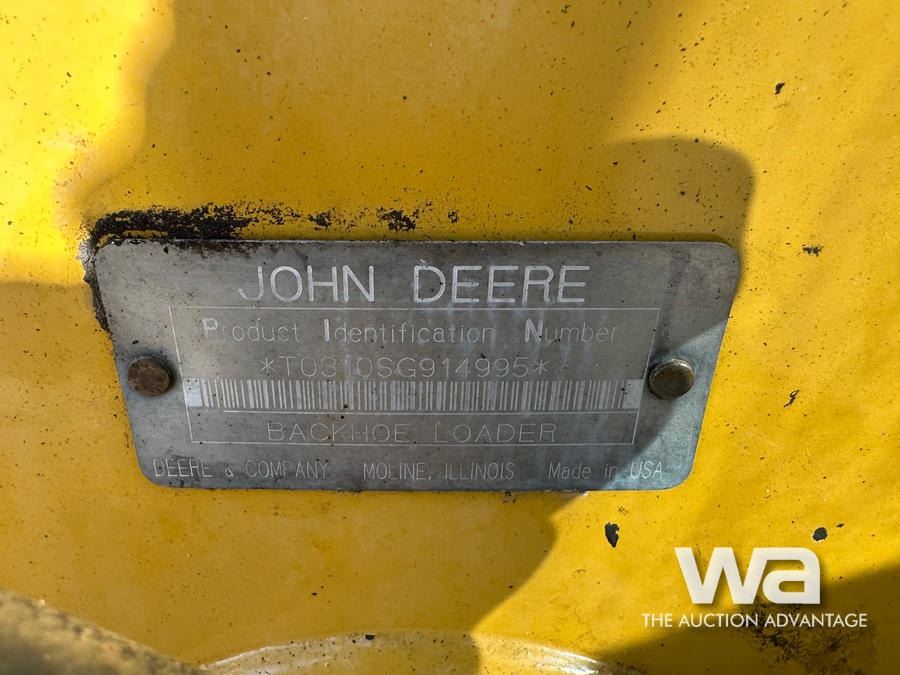 JOHN DEERE
Product Identification Number
*T0310SG914995*
BACKHOE LOADER
DEERE & COMPANY MOLINE, ILLINOIS Made in USA
wa
THE AUCTION ADVANTAGE